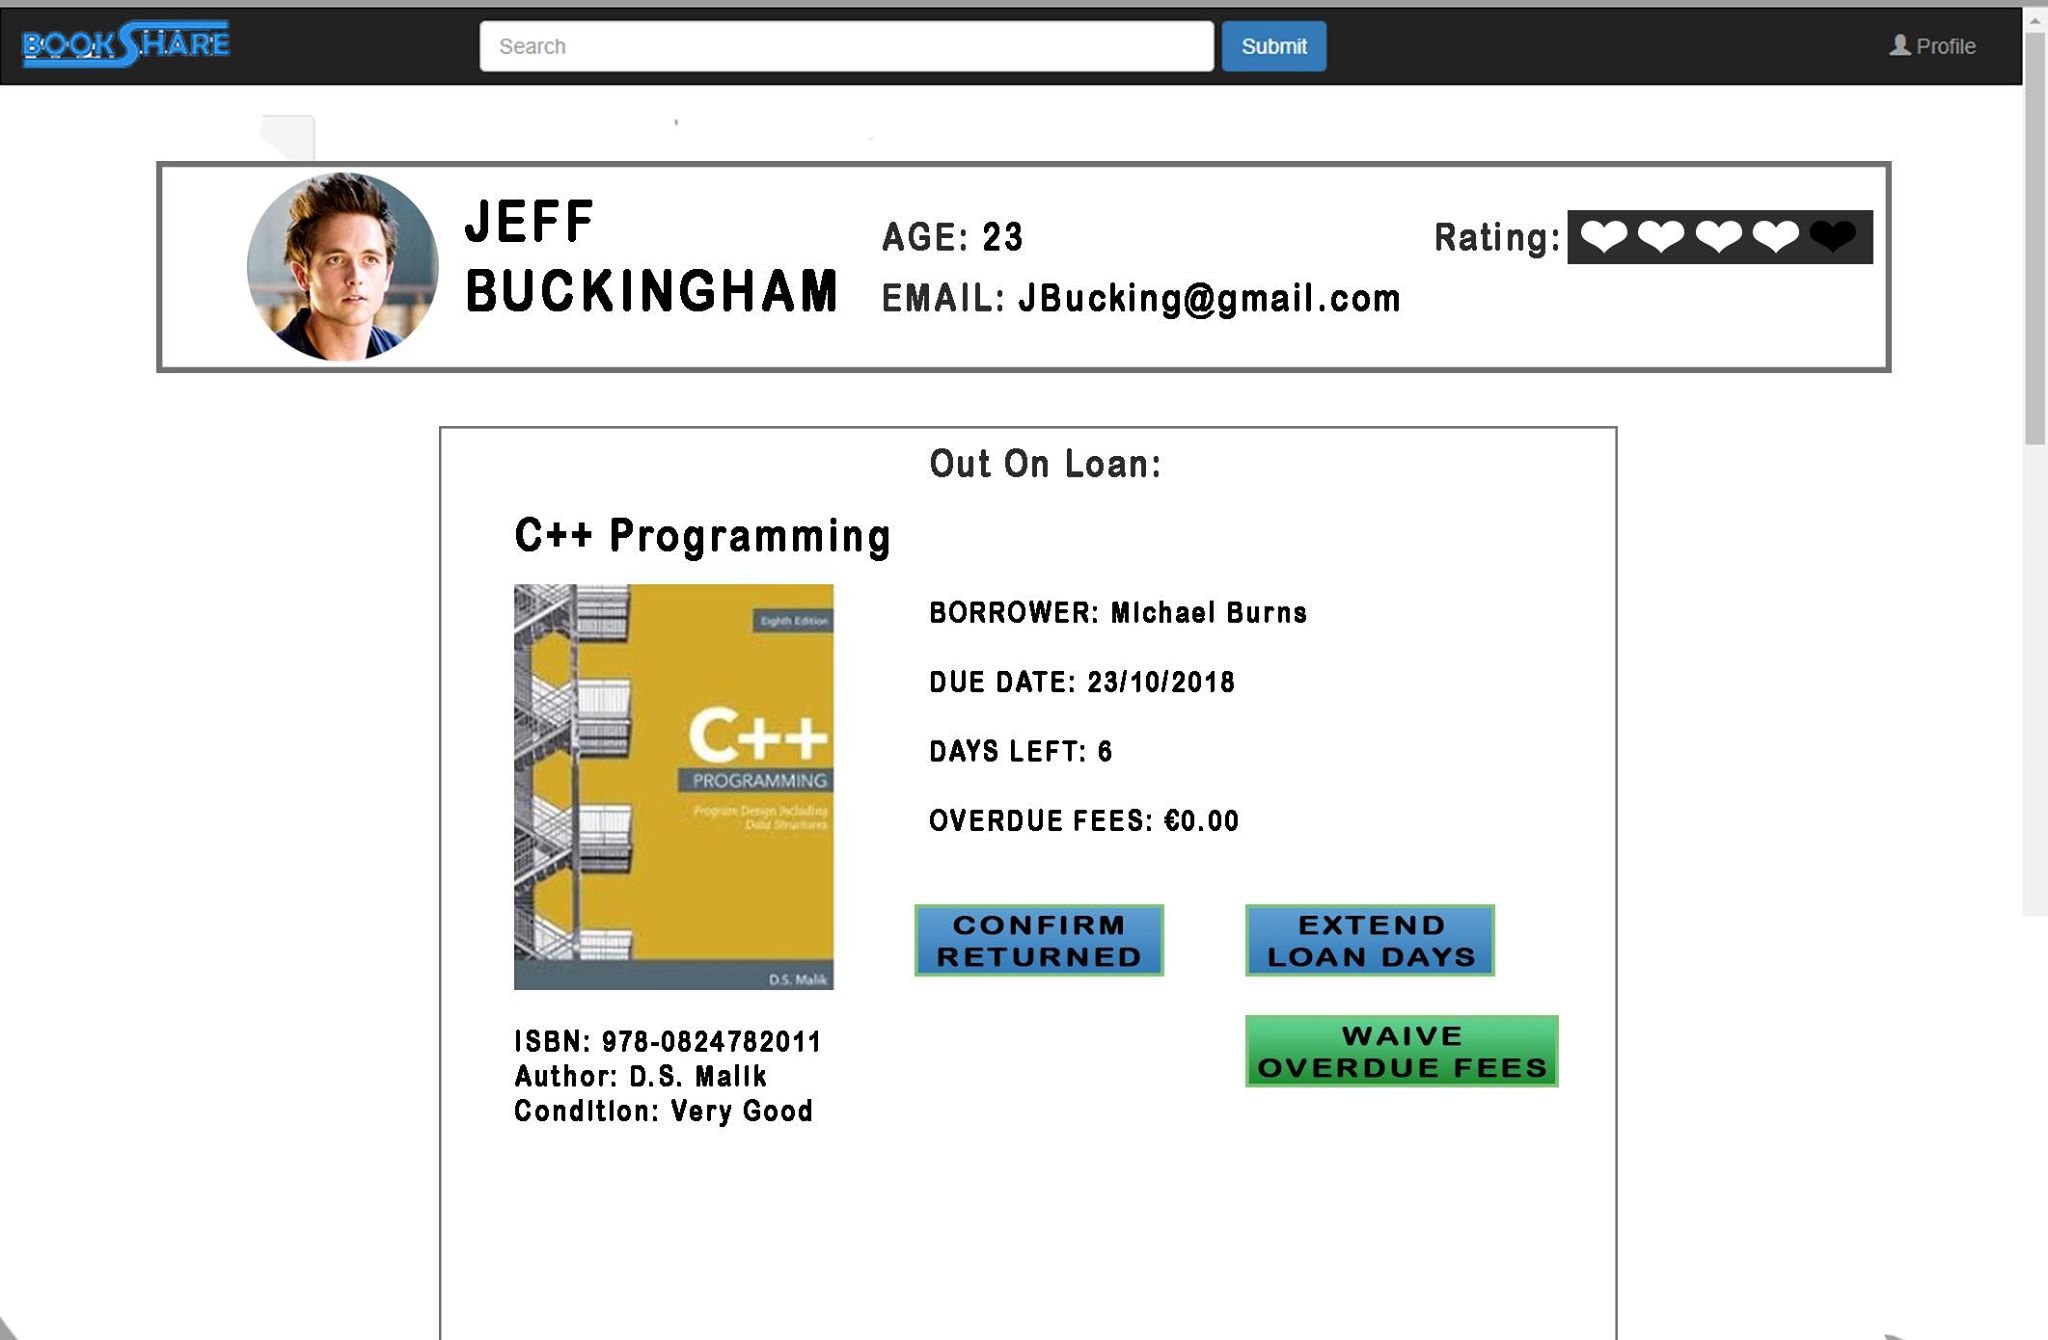 BOOKSHARE
Search
Submit
Profile
JEFF
BUCKINGHAM
AGE: 23
EMAIL: JBucking@gmail.com
Rating:
Out On Loan:
C++ Programming
Eighth Edition
C++
PROGRAMMING
Program Design Including
Data Structures
D.S. Malik
BORROWER: Michael Burns
DUE DATE: 23/10/2018
DAYS LEFT: 6
OVERDUE FEES: €0.00
CONFIRM
RETURNED
EXTEND
LOAN DAYS
WAIVE
OVERDUE FEES
ISBN: 978-0824782011
Author: D.S. Malik
Condition: Very Good